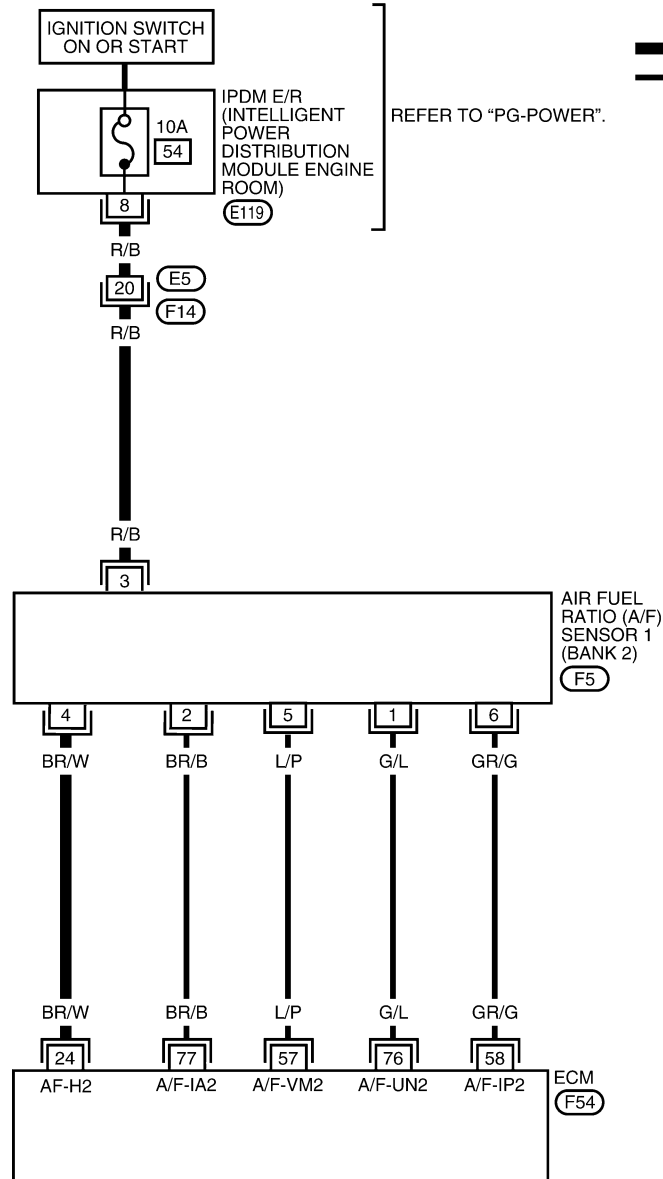 IGNITION SWITCH
ON OR START
IPDM E/R
(INTELLIGENT
POWER
DISTRIBUTION
MODULE ENGINE
ROOM)
E119
10A
54
REFER TO “PG-POWER”.
8
R/B
20
E5
F14
R/B
R/B
3
AIR FUEL
RATIO (A/F)
SENSOR 1
(BANK 2)
F5
4 2 5 1 6
BR/W BR/B L/P G/L GR/G
BR/W BR/B L/P G/L GR/G
24 77 57 76 58
AF-H2 A/F-IA2 A/F-VM2 A/F-UN2 A/F-IP2
ECM
F54